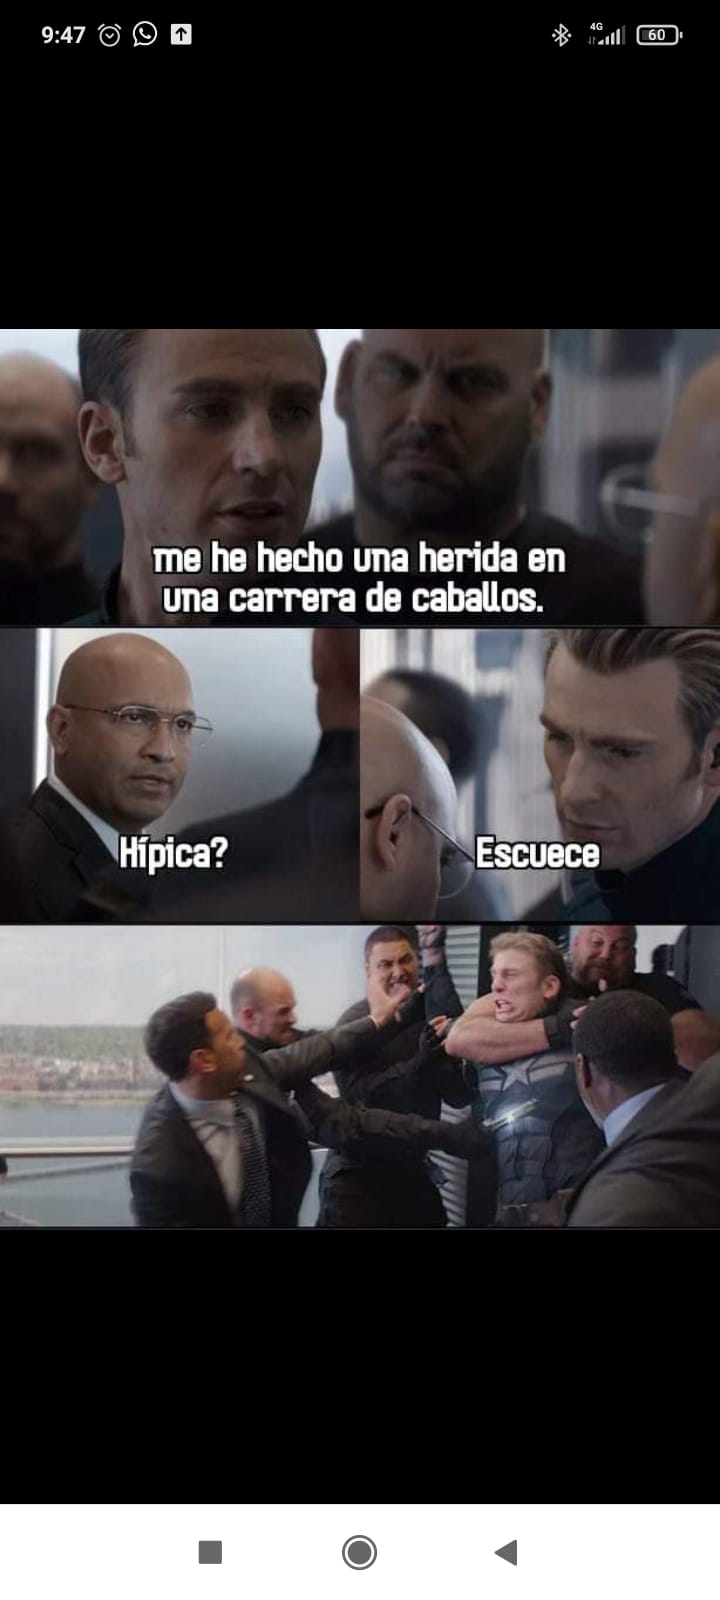 9:47
4G
60
me he hecho una herida en
una carrera de caballos.
Hípica?
Escuece